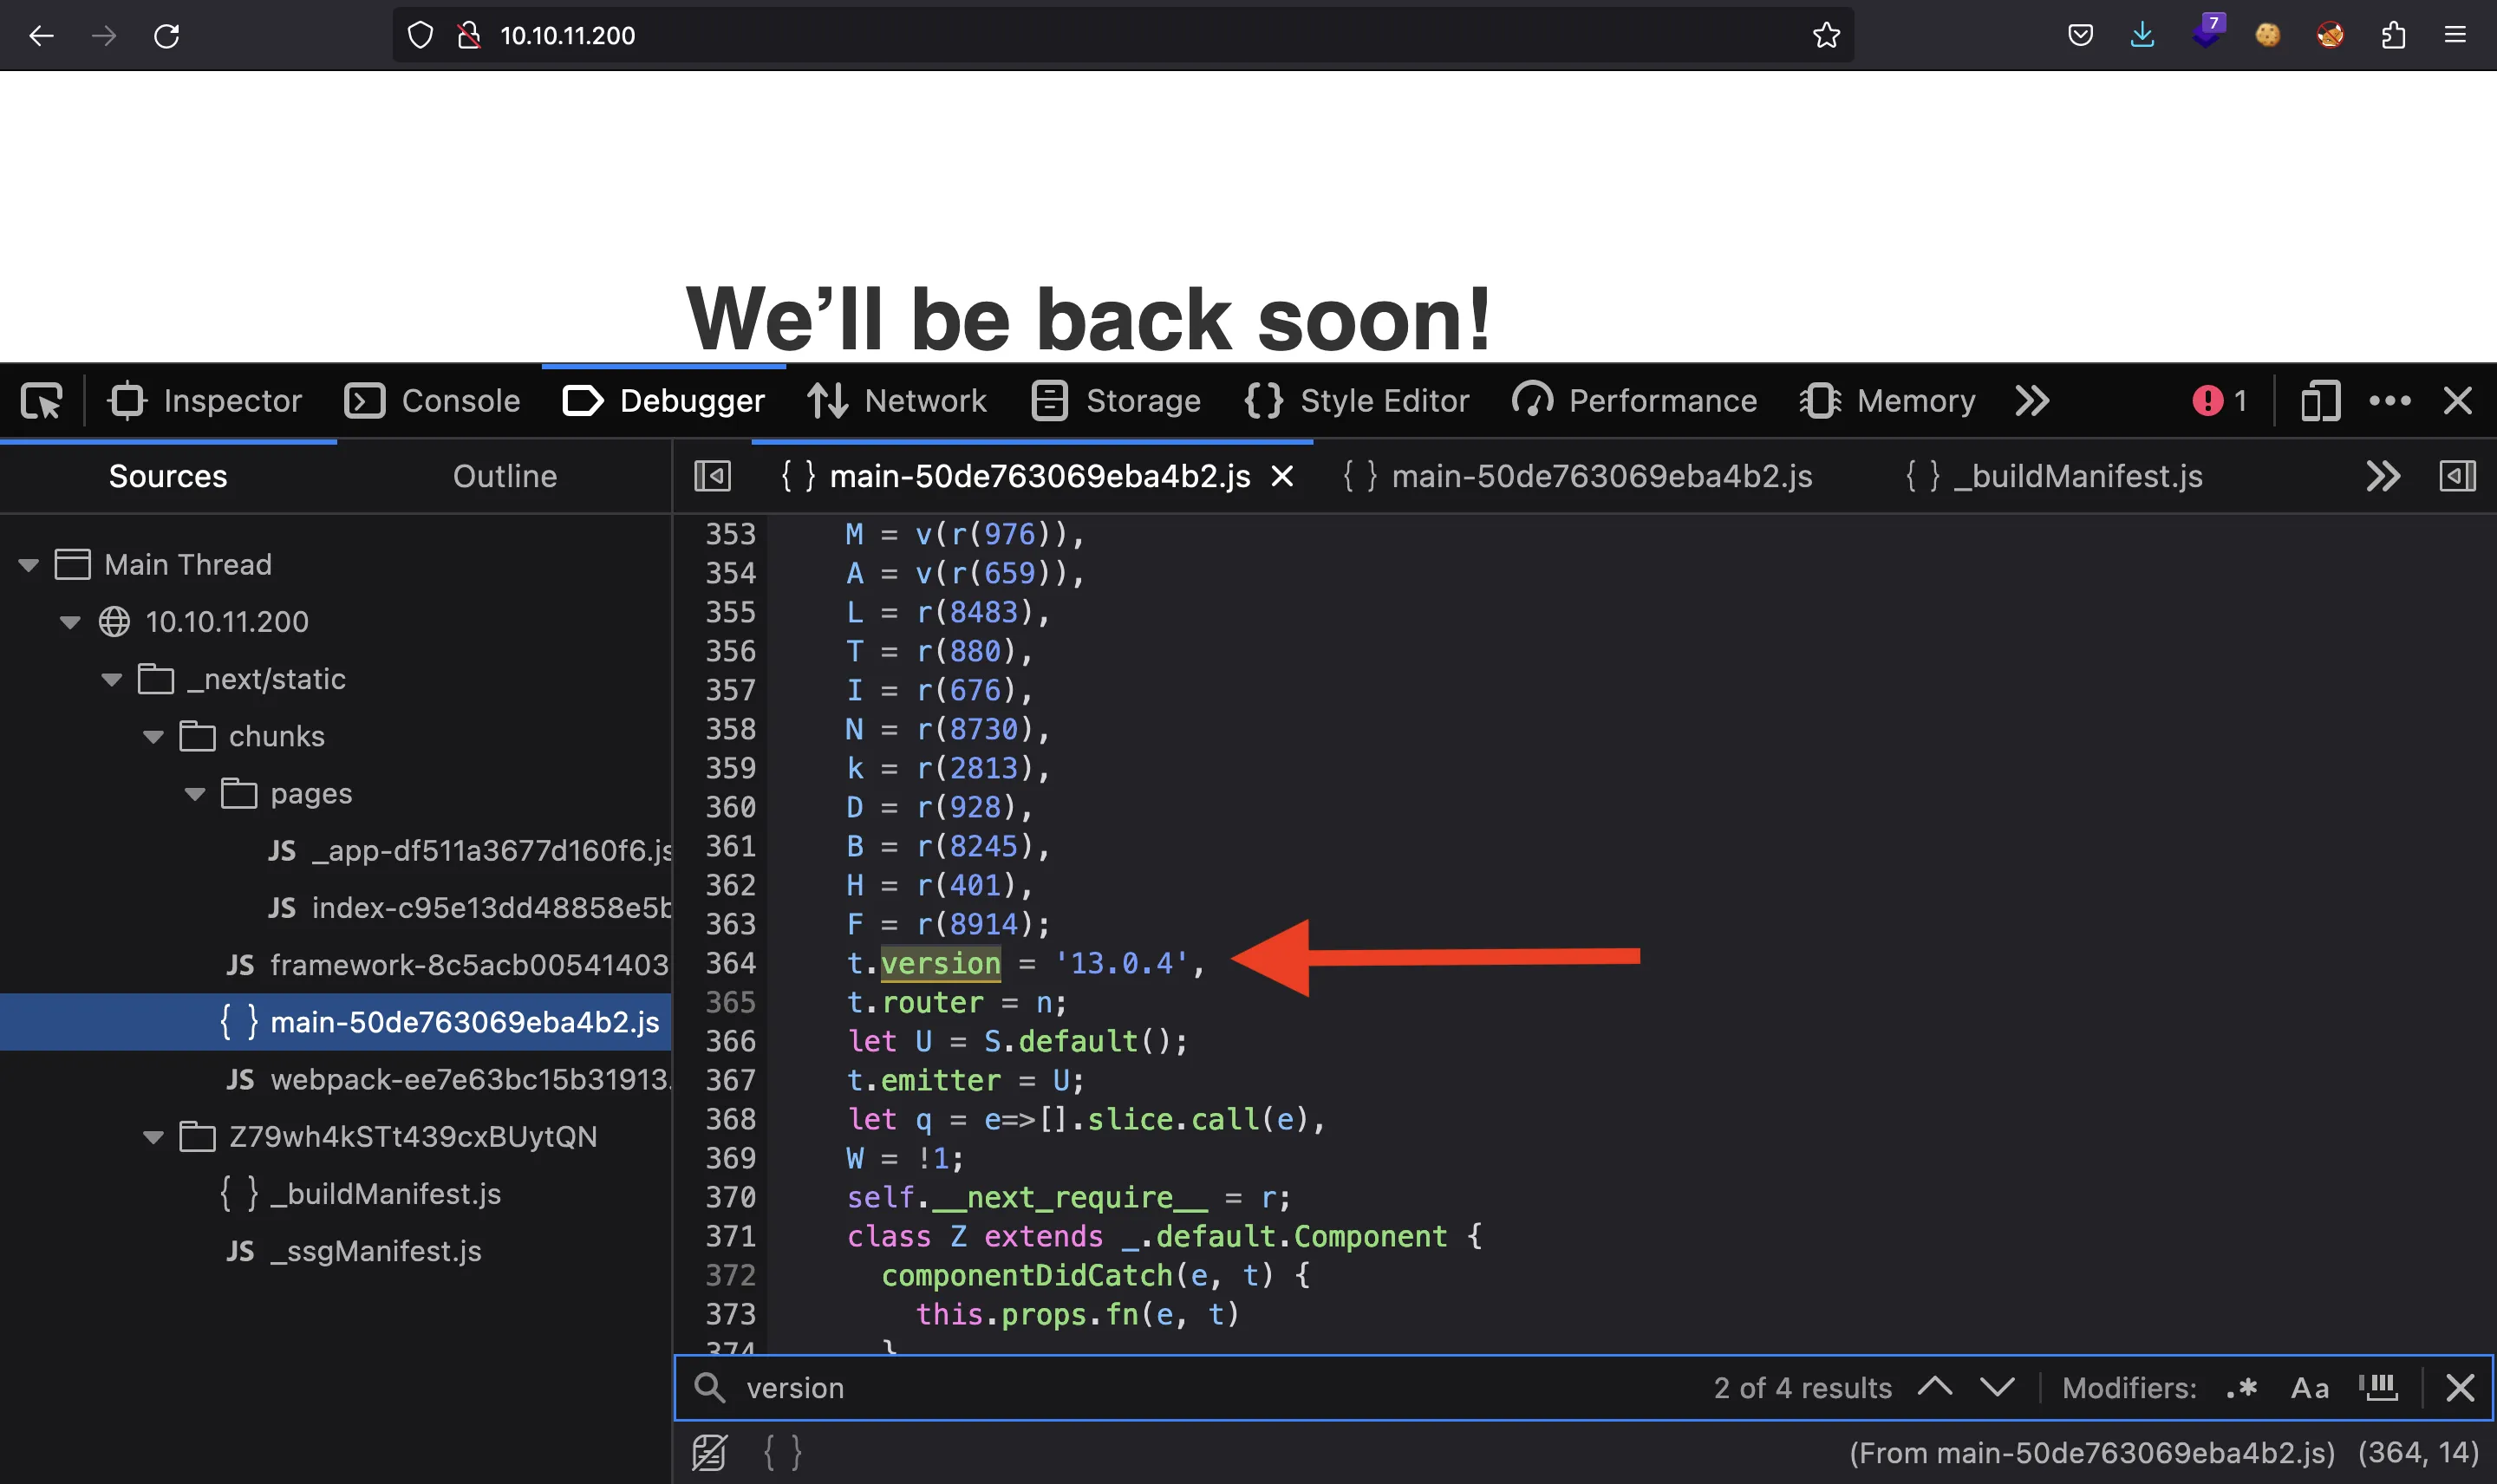 10.10.11.200
7
We’ll be back soon!
Inspector Console Debugger Network Storage Style Editor Performance Memory 1
Sources Outline
{ } main-50de763069eba4b2.js { } main-50de763069eba4b2.js { } _buildManifest.js
Main Thread
10.10.11.200
_next/static
chunks
pages
JS _app-df511a3677d160f6.js
JS index-c95e13dd48858e5b
JS framework-8c5acb00541403
{ } main-50de763069eba4b2.js
JS webpack-ee7e63bc15b31913.
Z79wh4kSTt439cxBUytQN
{ } _buildManifest.js
JS _ssgManifest.js
353 M = v(r(976)),
354 A = v(r(659)),
355 L = r(8483),
356 T = r(880),
357 I = r(676),
358 N = r(8730),
359 k = r(2813),
360 D = r(928),
361 B = r(8245),
362 H = r(401),
363 F = r(8914);
364 t.version = '13.0.4',
365 t.router = n;
366 let U = S.default();
367 t.emitter = U;
368 let q = e=>[].slice.call(e),
369 W = !1;
370 self.__next_require__ = r;
371 class Z extends _.default.Component {
372 componentDidCatch(e, t) {
373 this.props.fn(e, t)
374 }
version 2 of 4 results Modifiers: .* Aa
{ } (From main-50de763069eba4b2.js) (364, 14)